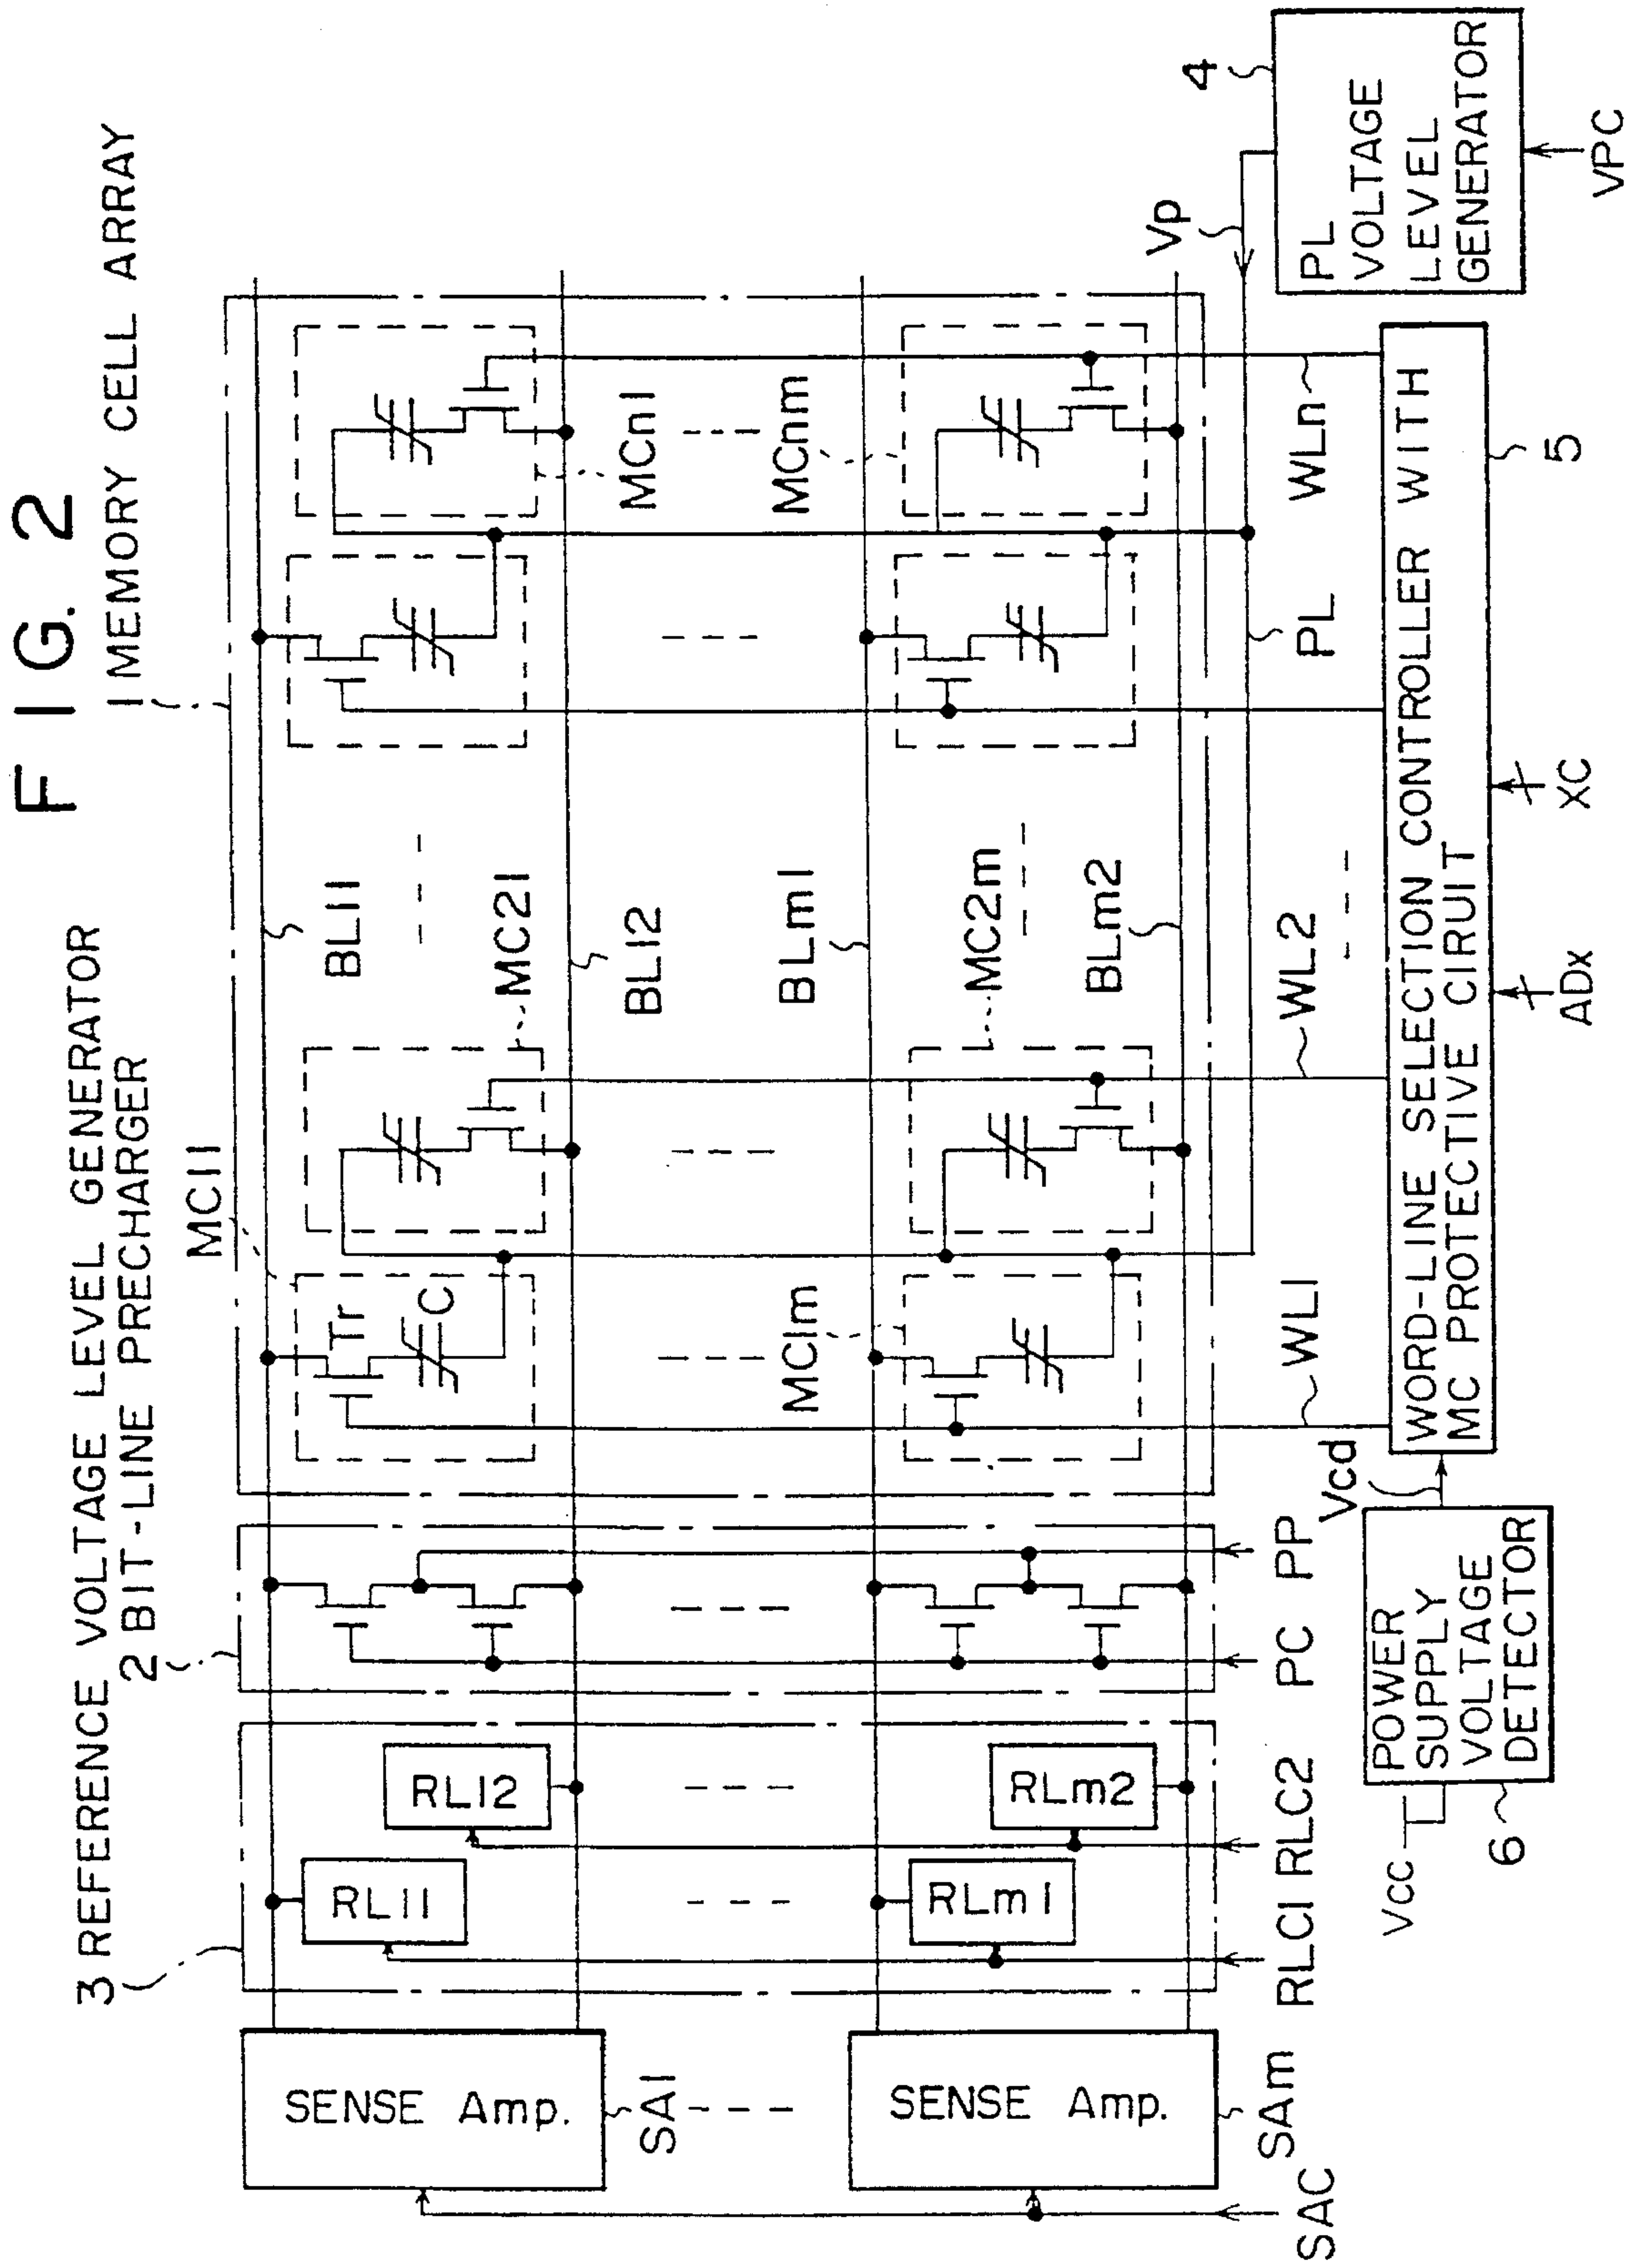 FIG. 2
3 REFERENCE VOLTAGE LEVEL GENERATOR
2 BIT-LINE PRECHARGER
1 MEMORY CELL ARRAY
MC11
RL11
RL12
Tr
C
BL11
MC21
BL12
MCn1
SENSE Amp.
SA1
MC1m
BLm1
MC2m
BLm2
MCnm
RLm1
RLm2
SENSE Amp.
SAm
SAC
RLC1
RLC2
PC
PP
WL1
WL2
PL
WLn
Vp
4
PL
VOLTAGE
LEVEL
GENERATOR
VPC
Vcc
6
POWER
SUPPLY
VOLTAGE
DETECTOR
Vcd
WORD-LINE SELECTION CONTROLLER WITH
MC PROTECTIVE CIRUIT
5
ADx
XC